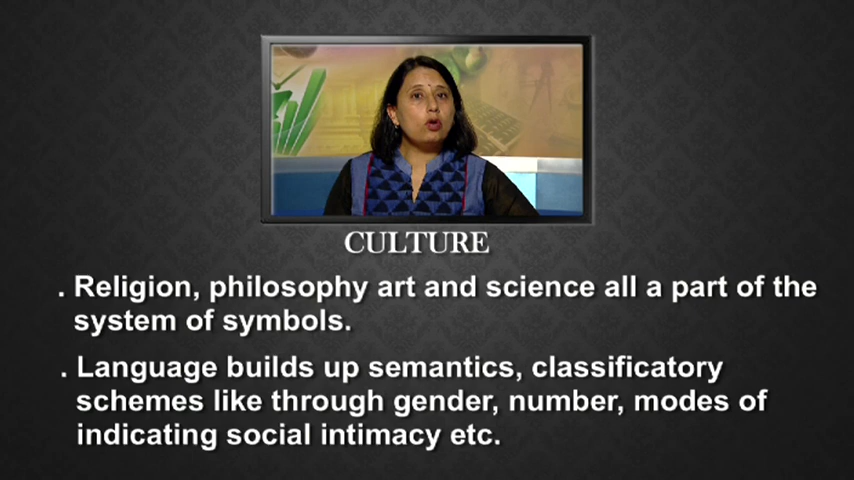 CULTURE
. Religion, philosophy art and science all a part of the
system of symbols.
. Language builds up semantics, classificatory
schemes like through gender, number, modes of
indicating social intimacy etc.